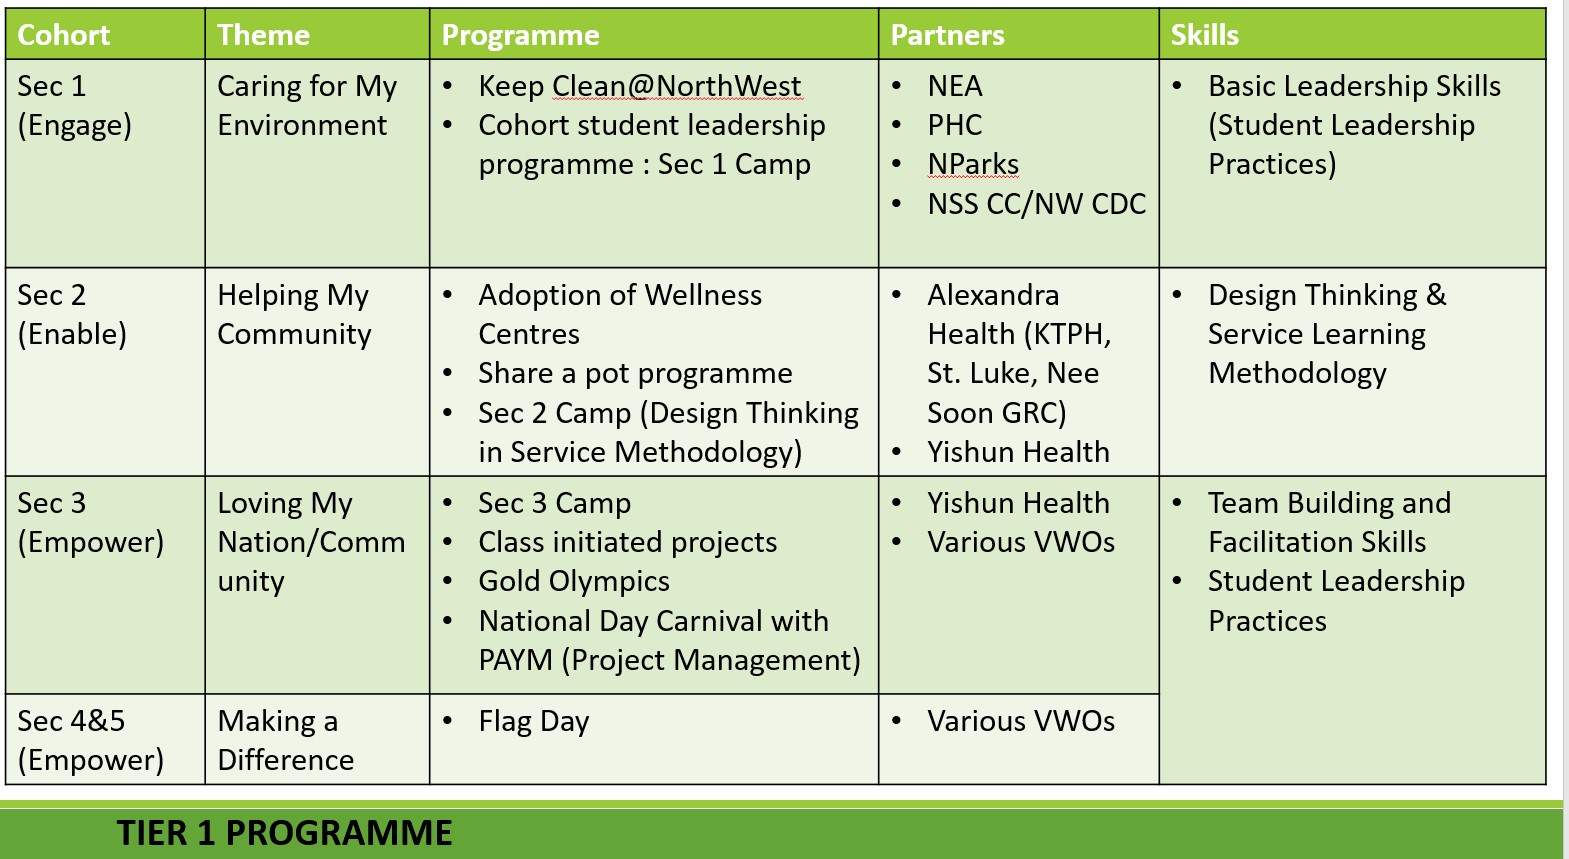 Cohort
Theme
Programme
Partners
Skills
Sec 1
(Engage)
Caring for My
Environment
• Keep Clean@NorthWest
• Cohort student leadership
programme : Sec 1 Camp
• NEA
• PHC
• NParks
• NSS CC/NW CDC
• Basic Leadership Skills
(Student Leadership
Practices)
Sec 2
(Enable)
Helping My
Community
• Adoption of Wellness
Centres
• Share a pot programme
• Sec 2 Camp (Design Thinking
in Service Methodology)
• Alexandra
Health (KTPH,
St. Luke, Nee
Soon GRC)
• Yishun Health
• Design Thinking &
Service Learning
Methodology
Sec 3
(Empower)
Loving My
Nation/Comm
unity
• Sec 3 Camp
• Class initiated projects
• Gold Olympics
• National Day Carnival with
PAYM (Project Management)
• Yishun Health
• Various VWOs
• Team Building and
Facilitation Skills
• Student Leadership
Practices
Sec 4&5
(Empower)
Making a
Difference
• Flag Day
• Various VWOs
TIER 1 PROGRAMME